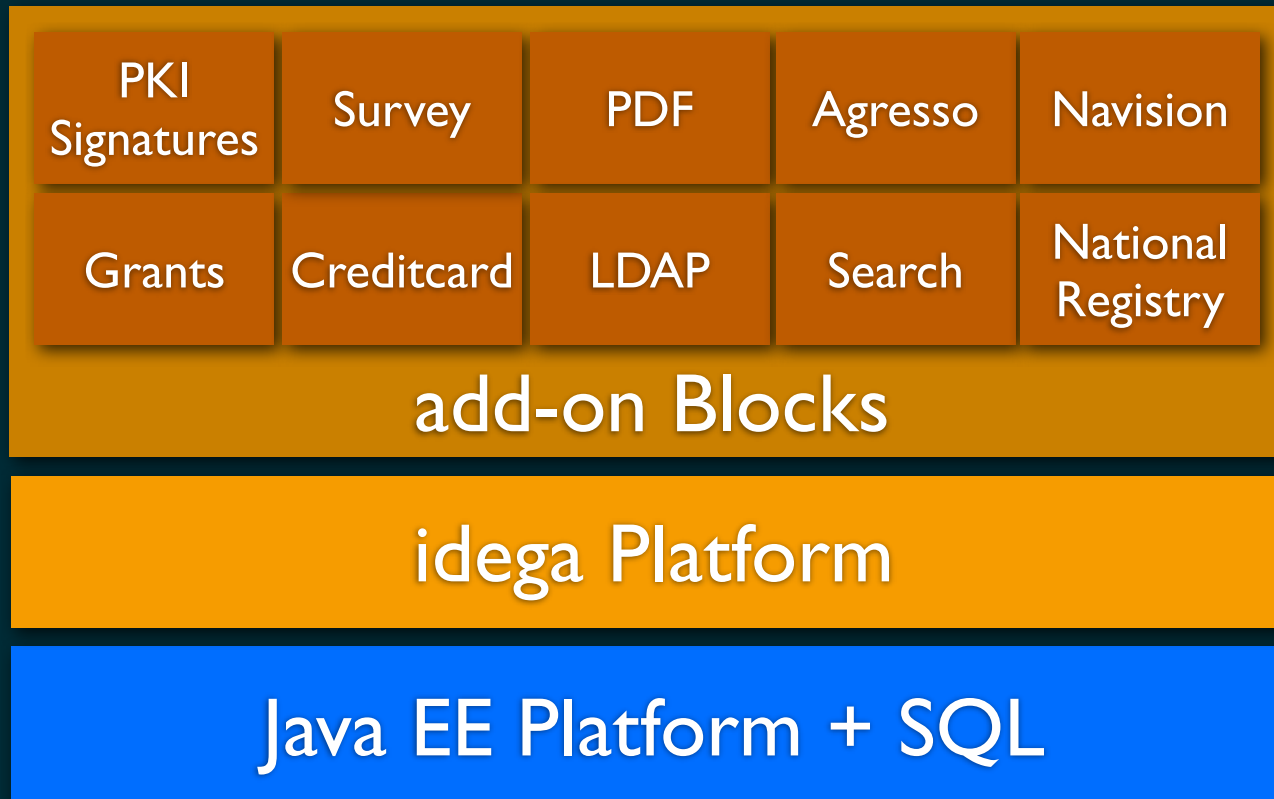 PKI
Signatures
Survey
PDF
Agresso
Navision
Grants
Creditcard
LDAP
Search
National
Registry
add-on Blocks
idega Platform
Java EE Platform + SQL